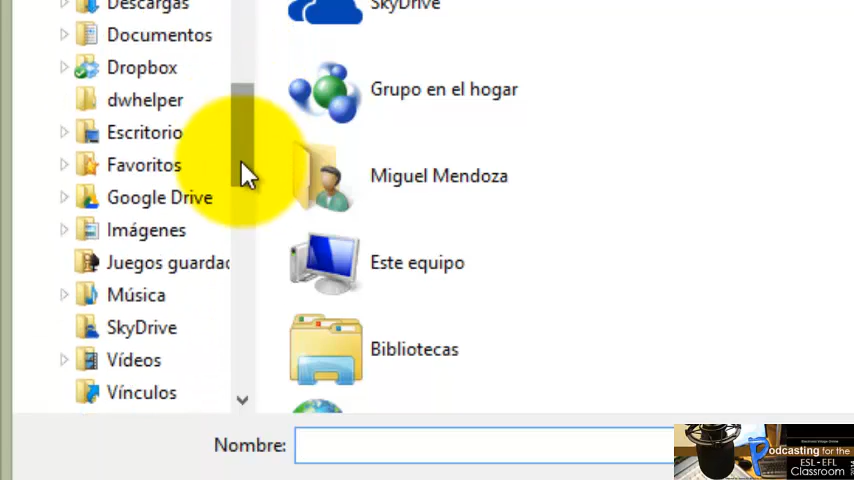 Descargas
Documentos
Dropbox
dwhelper
Escritorio
Favoritos
Google Drive
Imágenes
Juegos guardad
Música
SkyDrive
Vídeos
Vínculos
SkyDrive
Grupo en el hogar
Miguel Mendoza
Este equipo
Bibliotecas
Nombre:
Podcasting for the
ESL-EFL
Classroom